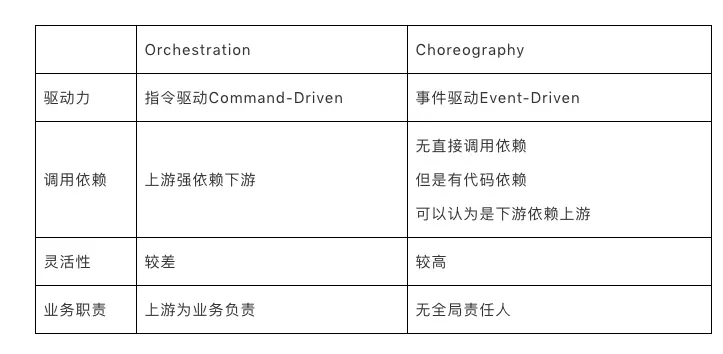 Orchestration
Choreography
驱动力
指令驱动Command-Driven
事件驱动Event-Driven
调用依赖
上游强依赖下游
无直接调用依赖
但是有代码依赖
可以认为是下游依赖上游
灵活性
较差
较高
业务职责
上游为业务负责
无全局责任人